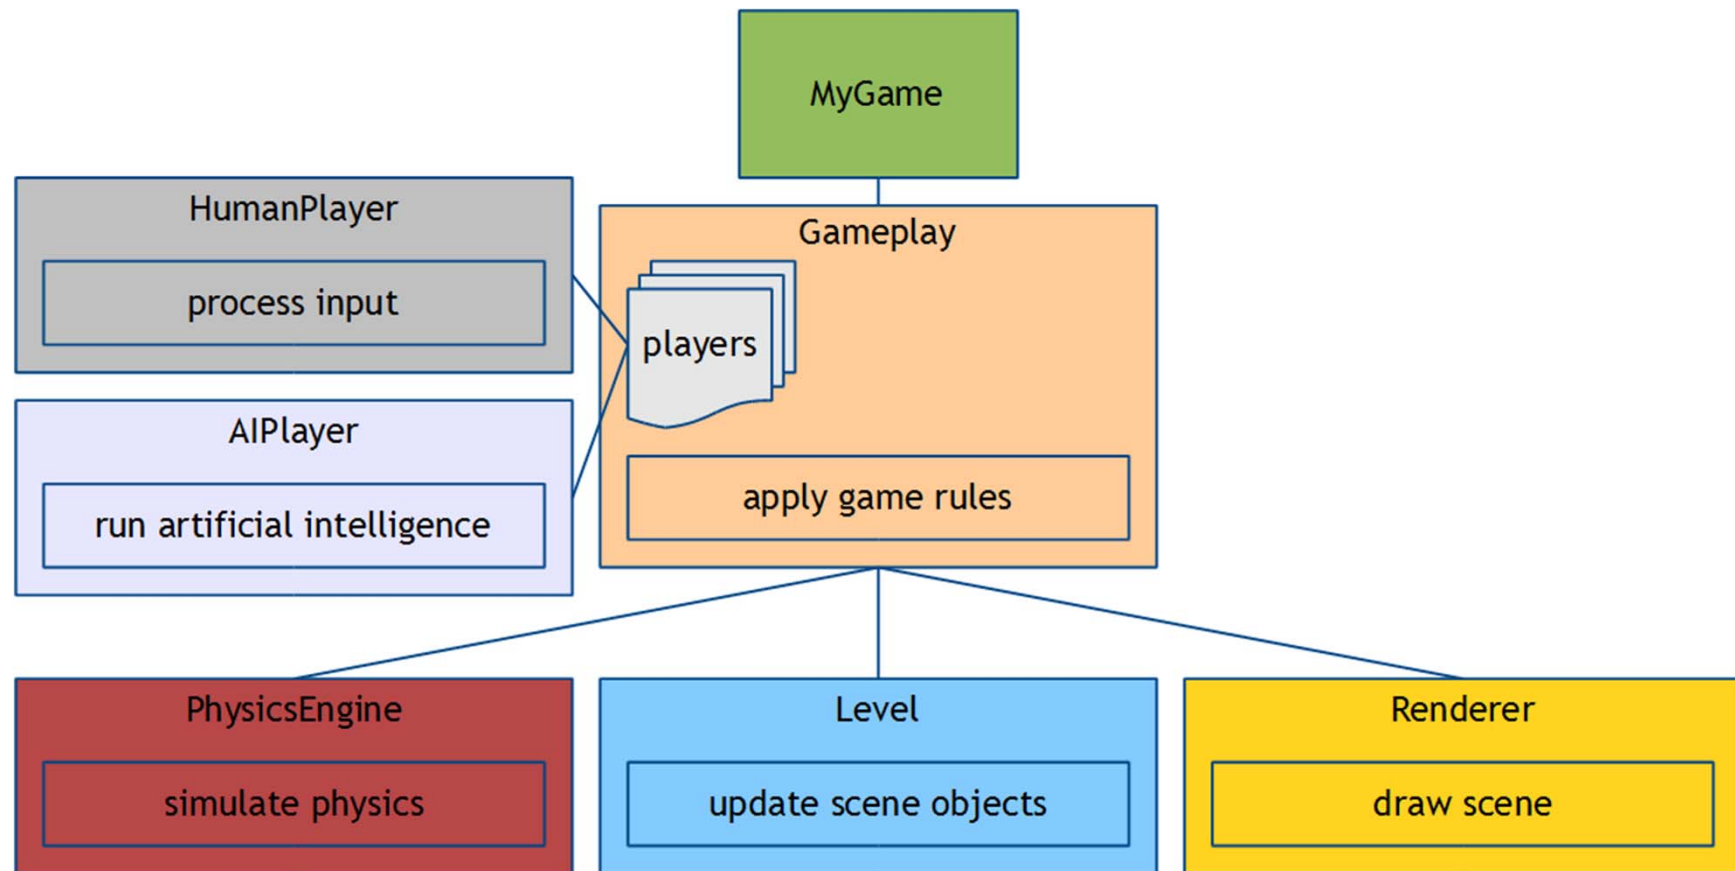 MyGame
HumanPlayer
process input
Gameplay
players
AIPlayer
run artificial intelligence
apply game rules
PhysicsEngine
simulate physics
Level
update scene objects
Renderer
draw scene